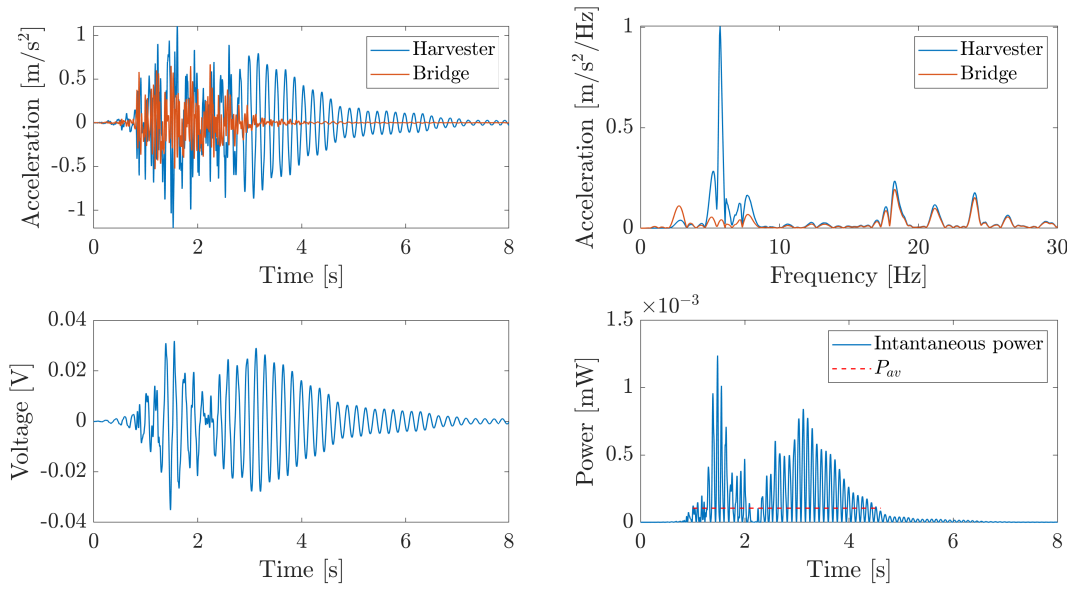 Acceleration [m/s²]
1
0.5
0
-0.5
-1
Harvester
Bridge
0 2 4 6 8
Time [s]
Acceleration [m/s²/Hz]
1
0.5
0
Harvester
Bridge
0 10 20 30
Frequency [Hz]
Voltage [V]
0.04
0.02
0
-0.02
-0.04
0 2 4 6 8
Time [s]
Power [mW]
×10⁻³
1.5
1
0.5
0
Intantaneous power
Pₐᵥ
0 2 4 6 8
Time [s]